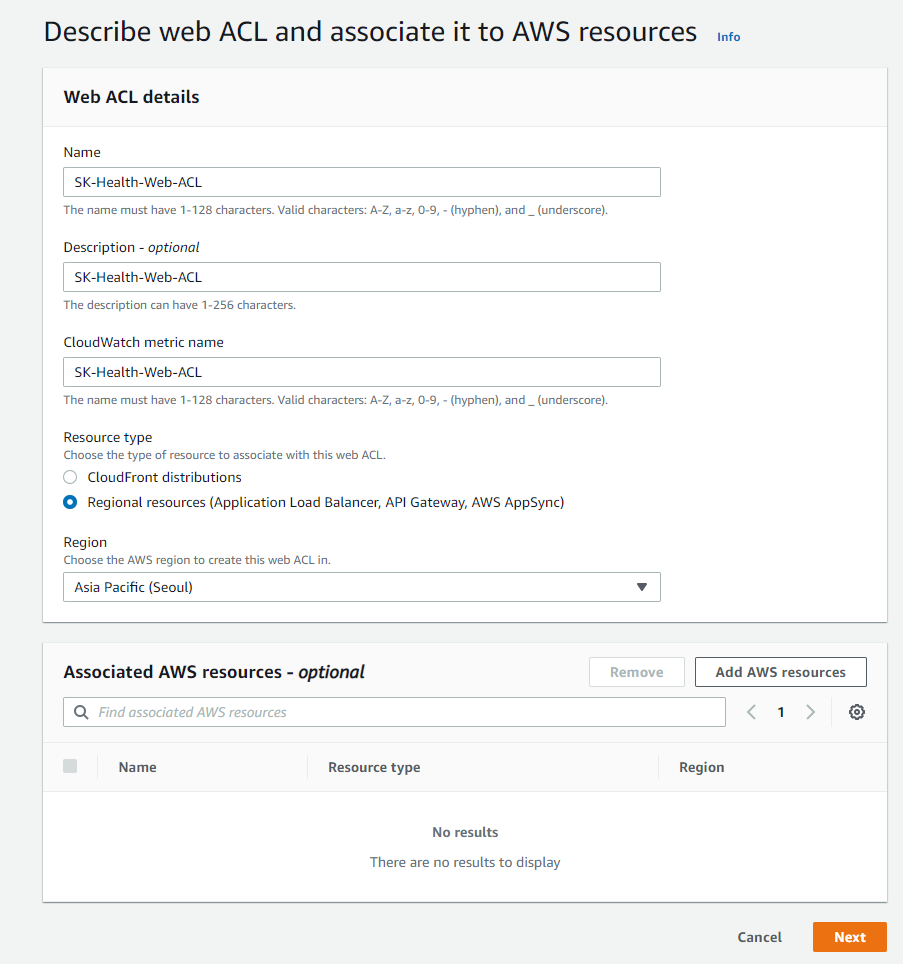 Describe web ACL and associate it to AWS resources Info
Web ACL details
Name
SK-Health-Web-ACL
The name must have 1-128 characters. Valid characters: A-Z, a-z, 0-9, - (hyphen), and _ (underscore).
Description - optional
SK-Health-Web-ACL
The description can have 1-256 characters.
CloudWatch metric name
SK-Health-Web-ACL
The name must have 1-128 characters. Valid characters: A-Z, a-z, 0-9, - (hyphen), and _ (underscore).
Resource type
Choose the type of resource to associate with this web ACL.
CloudFront distributions
Regional resources (Application Load Balancer, API Gateway, AWS AppSync)
Region
Choose the AWS region to create this web ACL in.
Asia Pacific (Seoul)
Associated AWS resources - optional Remove Add AWS resources
Find associated AWS resources 1
Name Resource type Region
No results
There are no results to display
Cancel Next